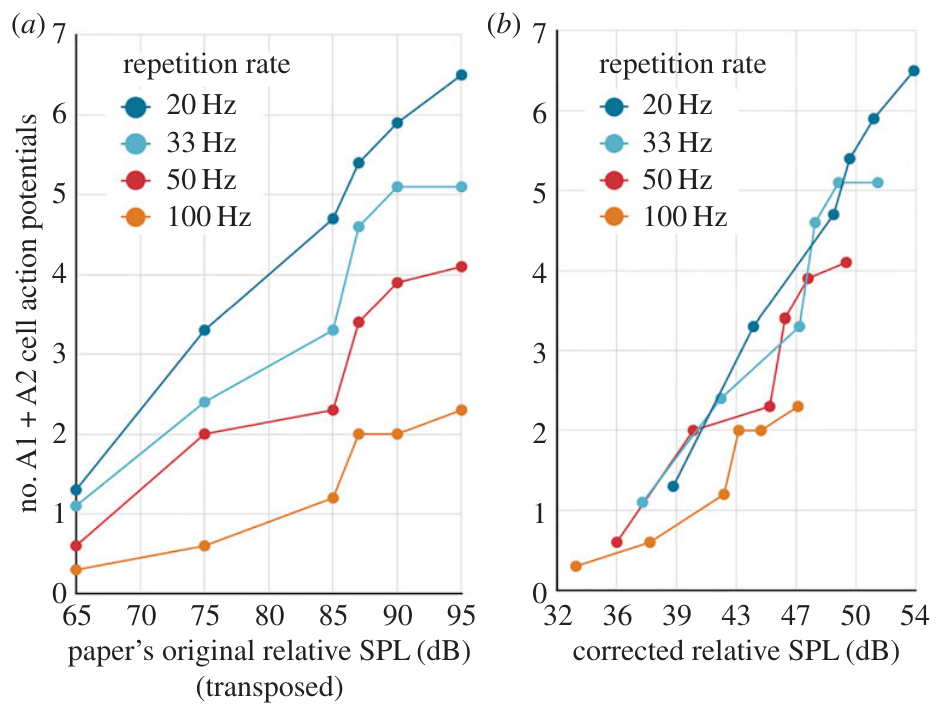 (a)
7
6
5
4
3
2
1
0
no. A1 + A2 cell action potentials
repetition rate
20 Hz
33 Hz
50 Hz
100 Hz
65 70 75 80 85 90 95
paper's original relative SPL (dB)
(transposed)
(b)
7
6
5
4
3
2
1
0
repetition rate
20 Hz
33 Hz
50 Hz
100 Hz
32 36 39 43 47 50 54
corrected relative SPL (dB)